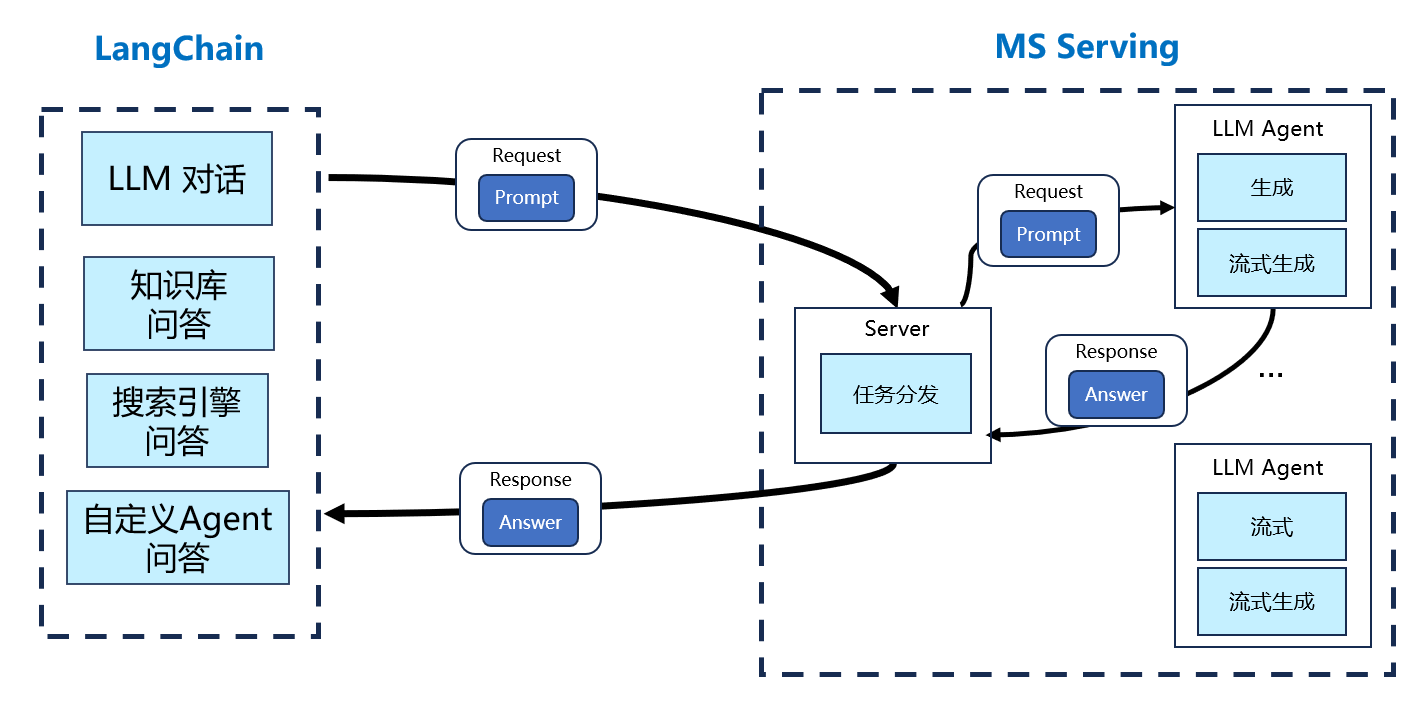 LangChain
LLM 对话
知识库
问答
搜索引擎
问答
自定义Agent
问答
Request
Prompt
Response
Answer
MS Serving
Server
任务分发
Request
Prompt
Response
Answer
LLM Agent
生成
流式生成
...
LLM Agent
流式
流式生成